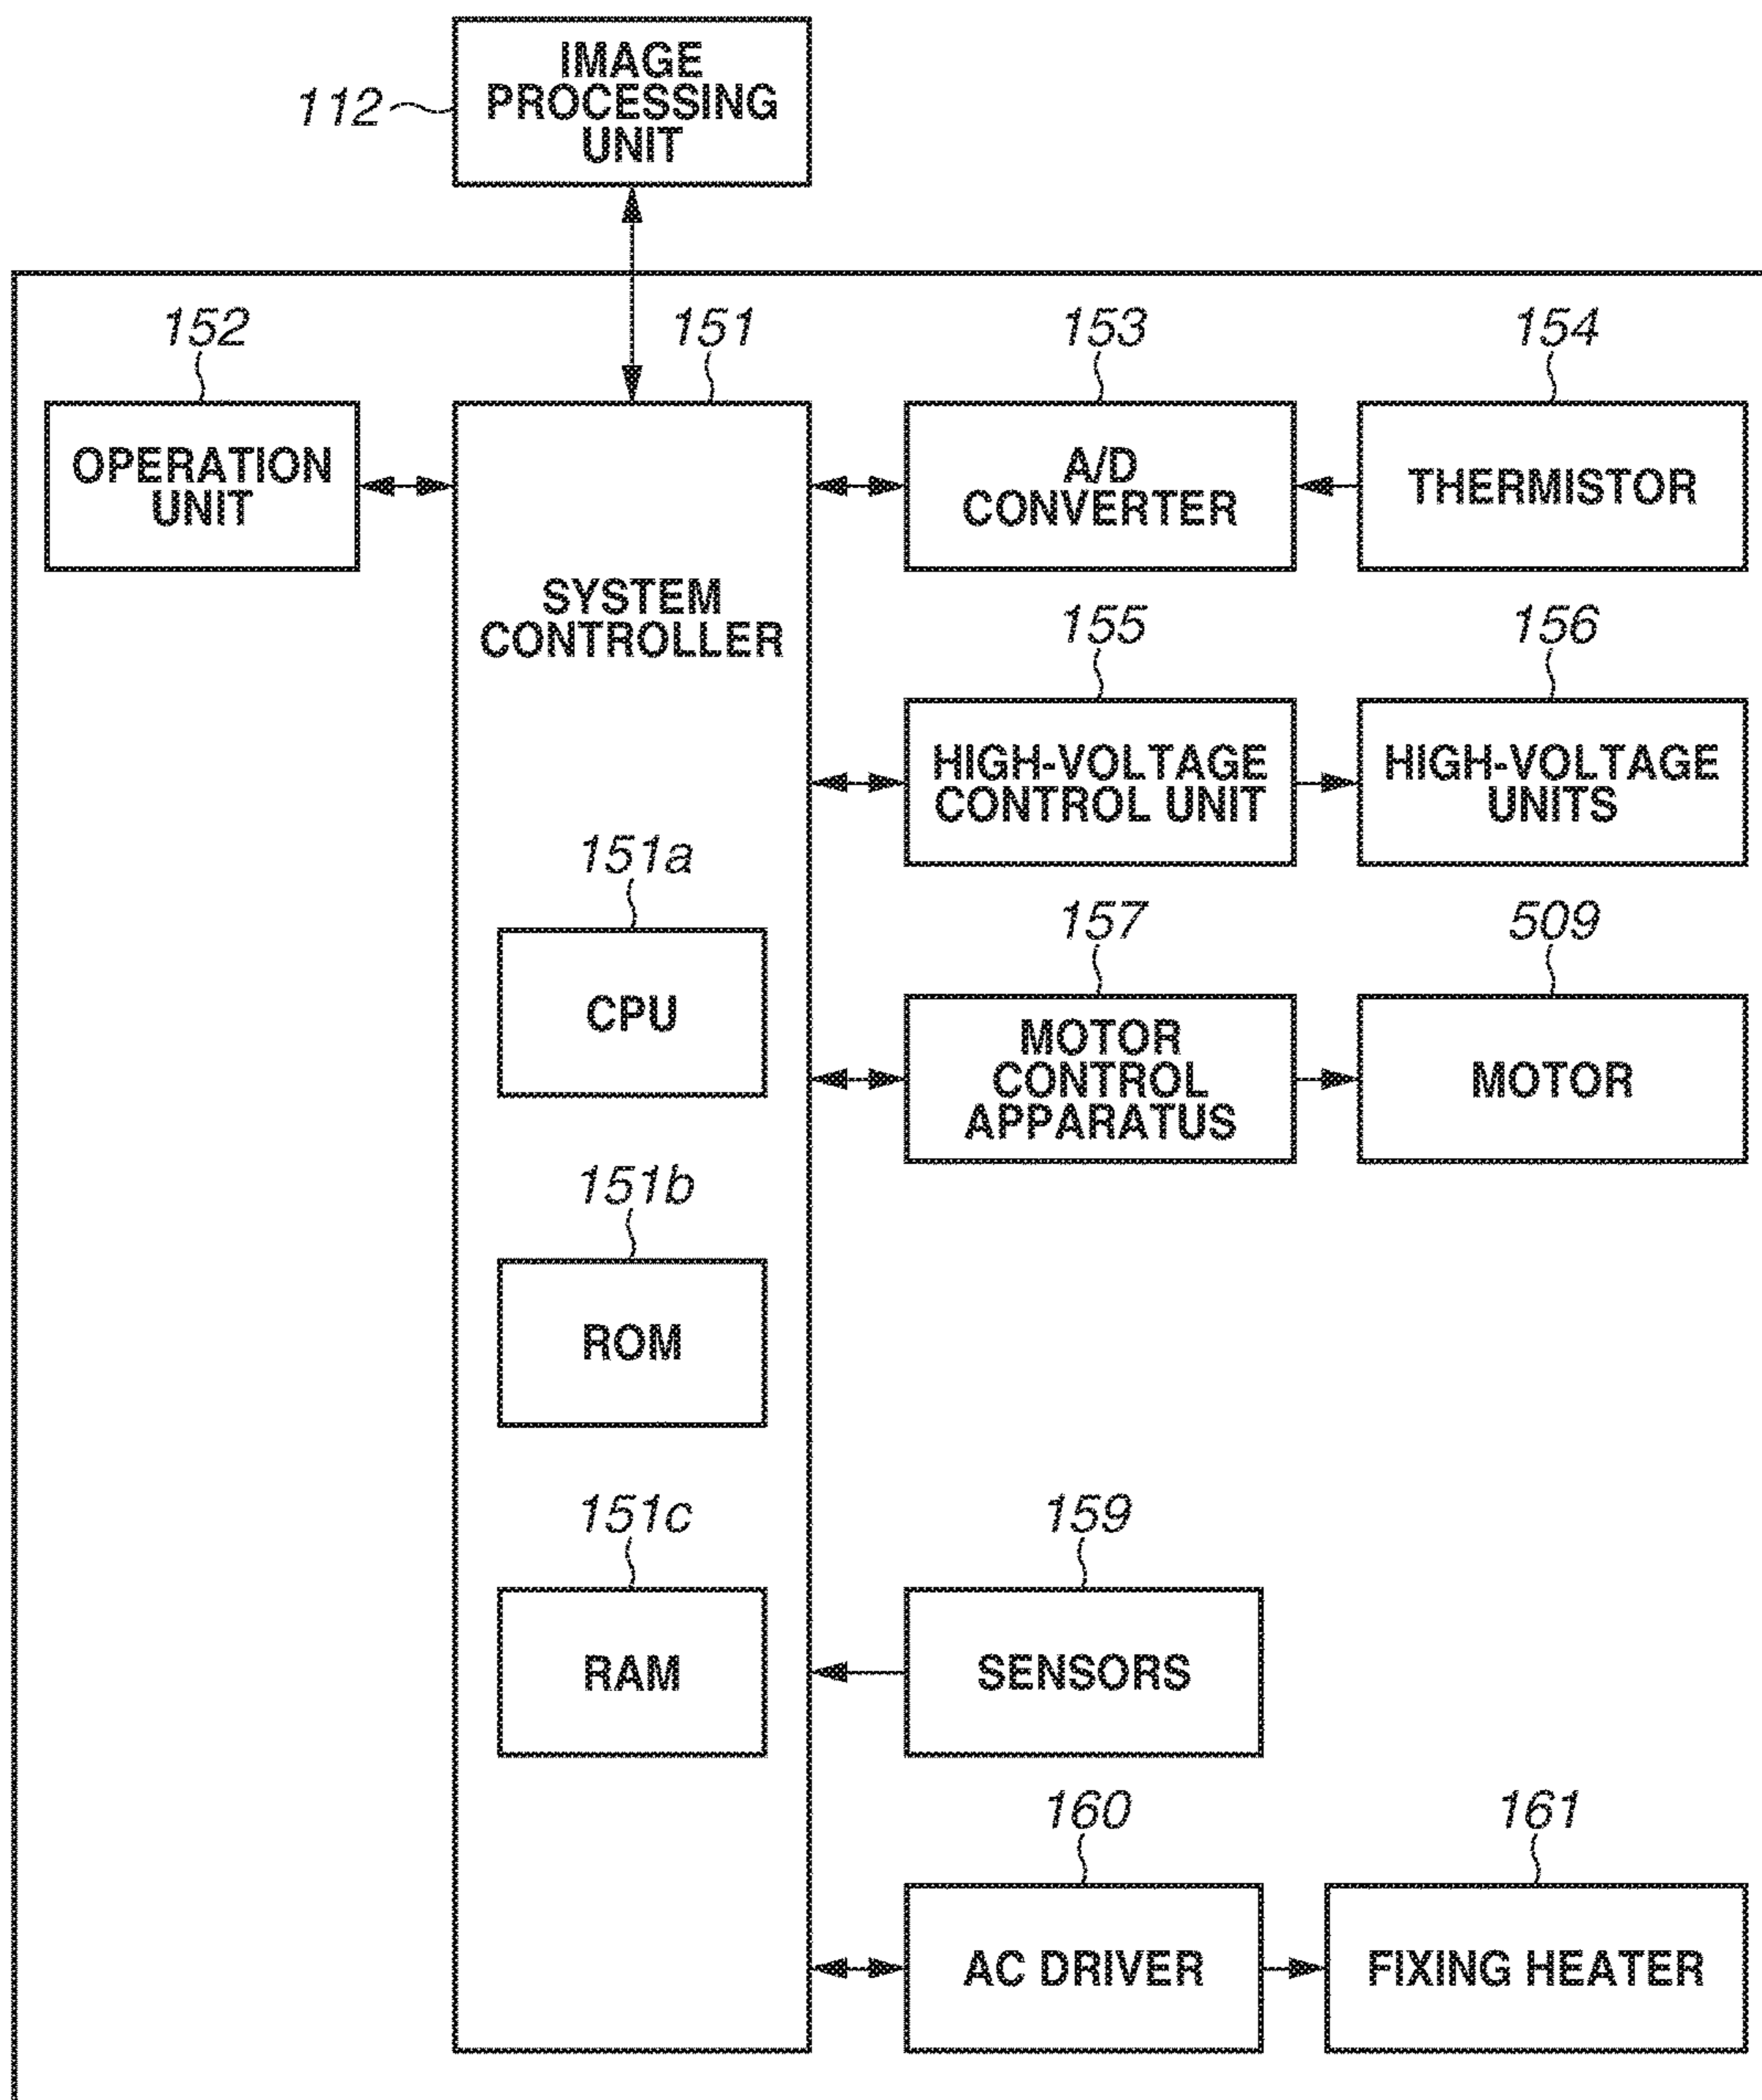 IMAGE
PROCESSING
UNIT
112
152
151
153
154
OPERATION
UNIT
A/D
CONVERTER
THERMISTOR
SYSTEM
CONTROLLER
155
156
HIGH-VOLTAGE
CONTROL UNIT
HIGH-VOLTAGE
UNITS
151a
157
509
CPU
MOTOR
CONTROL
APPARATUS
MOTOR
151b
ROM
151c
159
RAM
SENSORS
160
161
AC DRIVER
FIXING HEATER